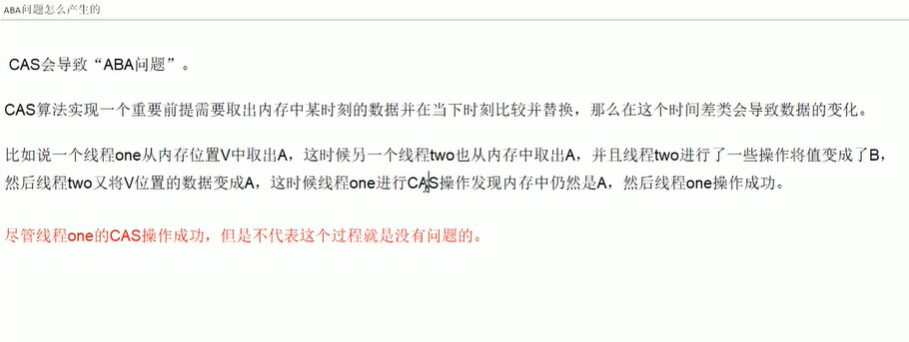 ABA问题怎么产生的
CAS会导致“ABA问题”。
CAS算法实现一个重要前提需要取出内存中某时刻的数据并在当下时刻比较并替换，那么在这个时间差类会导致数据的变化。
比如说一个线程one从内存位置V中取出A，这时候另一个线程two也从内存中取出A，并且线程two进行了一些操作将值变成了B，
然后线程two又将V位置的数据变成A，这时候线程one进行CAS操作发现内存中仍然是A，然后线程one操作成功。
尽管线程one的CAS操作成功，但是不代表这个过程就是没有问题的。